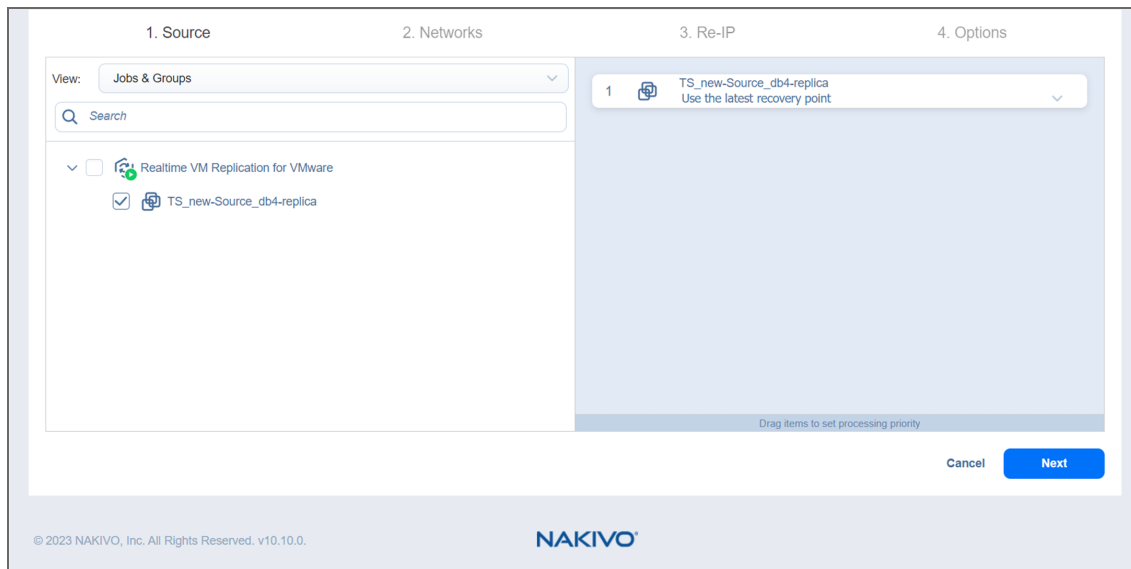 1. Source
2. Networks
3. Re-IP
4. Options
View:
Jobs & Groups
Search
Realtime VM Replication for VMware
TS_new-Source_db4-replica
1
TS_new-Source_db4-replica
Use the latest recovery point
Drag items to set processing priority
Cancel
Next
© 2023 NAKIVO, Inc. All Rights Reserved. v10.10.0.
NAKIVO®